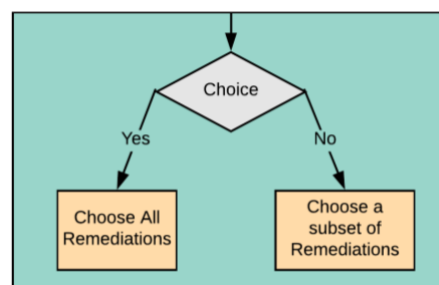 Choice
Yes
No
Choose All
Remediations
Choose a
subset of
Remediations